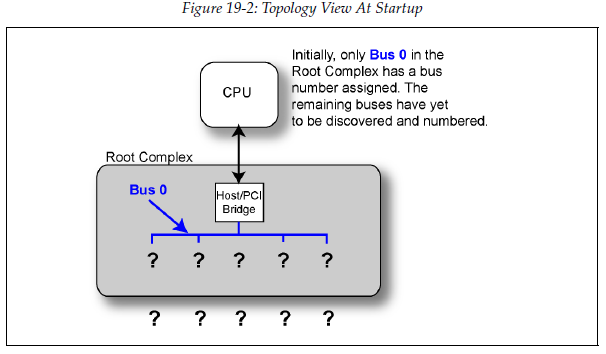 Figure 19-2: Topology View At Startup
Initially, only Bus 0 in the
Root Complex has a bus
number assigned. The
remaining buses have yet
to be discovered and numbered.
CPU
Root Complex
Bus 0
Host/PCI
Bridge
? ? ? ? ?
? ? ? ? ?